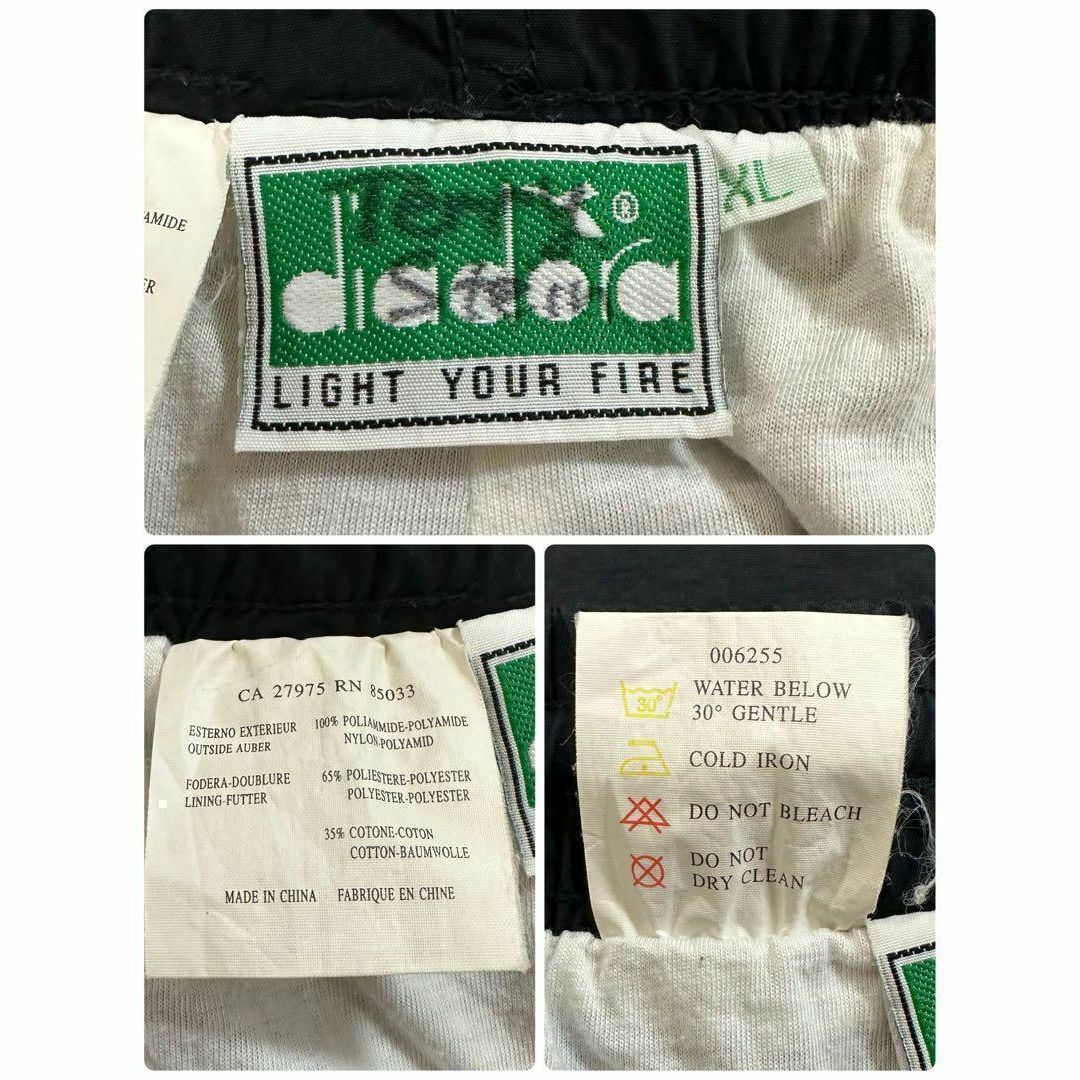 AMIDE
ER
diadora®
XL
LIGHT YOUR FIRE
CA 27975 RN 85033
ESTERNO EXTERIEUR 100% POLIAMMIDE-POLYAMIDE
OUTSIDE AUBER NYLON-POLYAMID
FODERA-DOUBLURE 65% POLIESTERE-POLYESTER
LINING-FUTTER POLYESTER-POLYESTER
35% COTONE-COTON
COTTON-BAUMWOLLE
MADE IN CHINA FABRIQUE EN CHINE
006255
30° WATER BELOW
30° GENTLE
COLD IRON
DO NOT BLEACH
DO NOT
DRY CLEAN